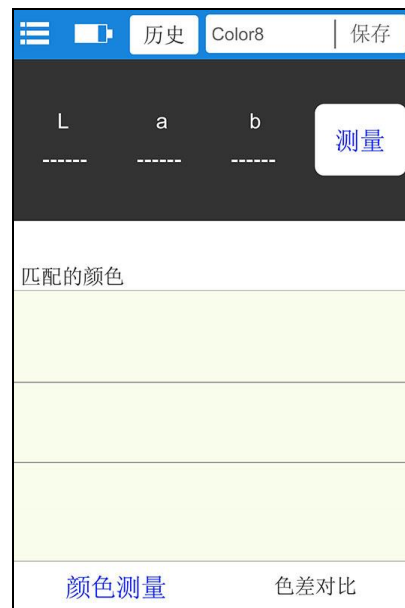 历史 Color8 保存
L a b
------ ------ ------ 测量
匹配的颜色
颜色测量 色差对比